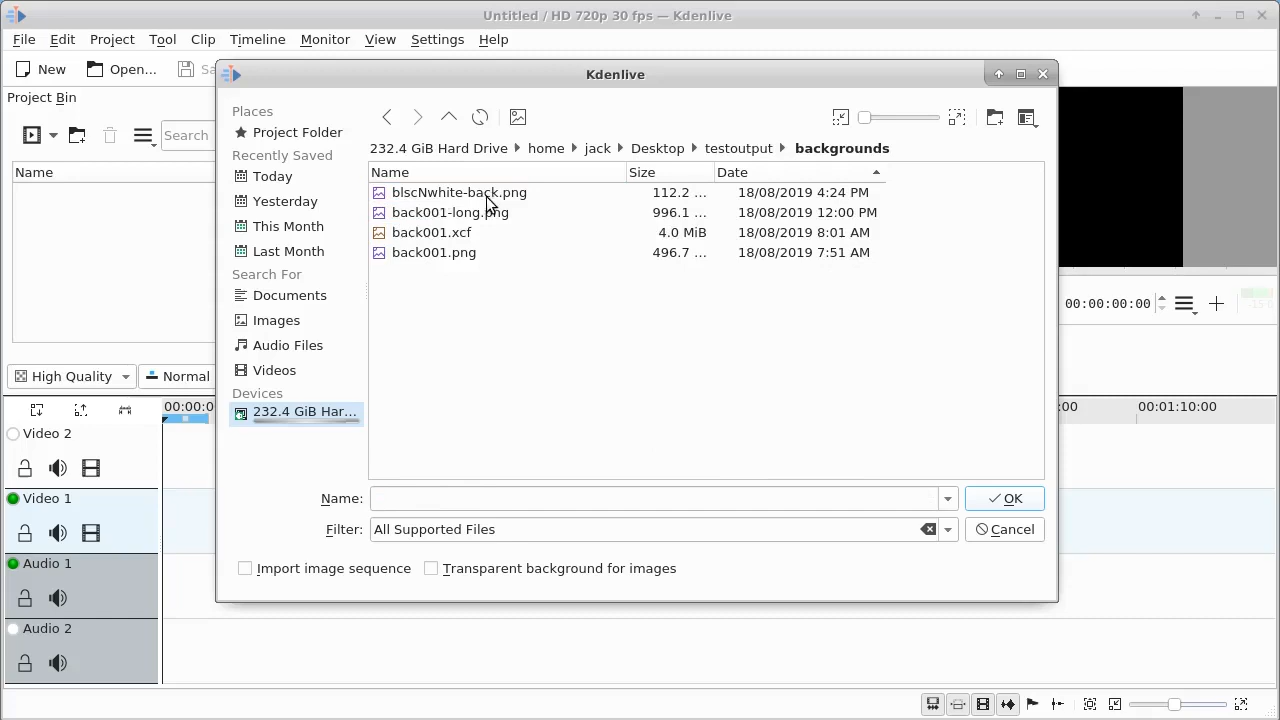 Untitled / HD 720p 30 fps — Kdenlive
File Edit Project Tool Clip Timeline Monitor View Settings Help
New Open... Sa
Kdenlive
Project Bin
Search
Name
Places
Project Folder
Recently Saved
Today
Yesterday
This Month
Last Month
Search For
Documents
Images
Audio Files
Videos
Devices
232.4 GiB Har...
232.4 GiB Hard Drive home jack Desktop testoutput backgrounds
Name Size Date
blscNwhite-back.png 112.2 ... 18/08/2019 4:24 PM
back001-long.png 996.1 ... 18/08/2019 12:00 PM
back001.xcf 4.0 MiB 18/08/2019 8:01 AM
back001.png 496.7 ... 18/08/2019 7:51 AM
Name: OK
Filter: All Supported Files Cancel
Import image sequence Transparent background for images
00:00:00:00
High Quality Normal
00:00:0 :00 00:01:10:00
Video 2
Video 1
Audio 1
Audio 2